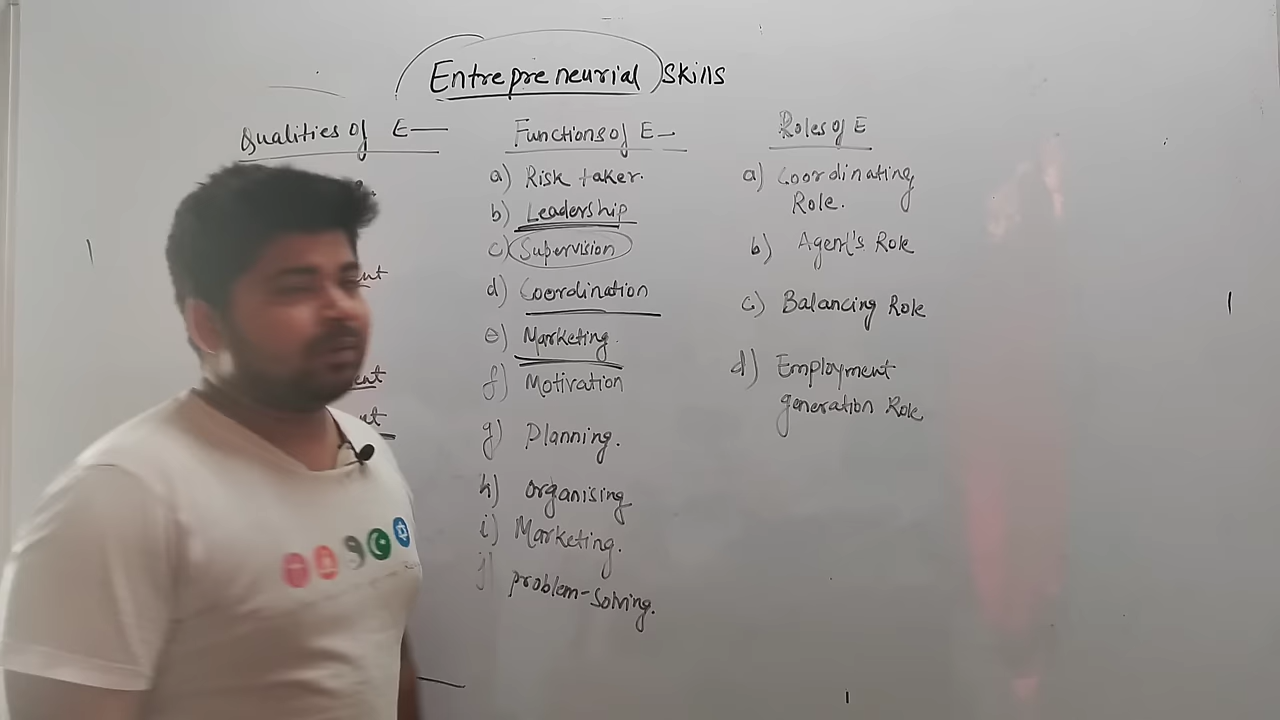 Entrepreneurial Skills
Qualities of E—
Functions of E—
a) Risk taker.
b) Leadership
c) Supervision
d) Coordination
e) Marketing.
f) Motivation
g) Planning.
h) organising
i) Marketing.
j) problem-solving.
Roles of E
a) Coordinating
Role.
b) Agent's Role
c) Balancing Role
d) Employment
generation Role